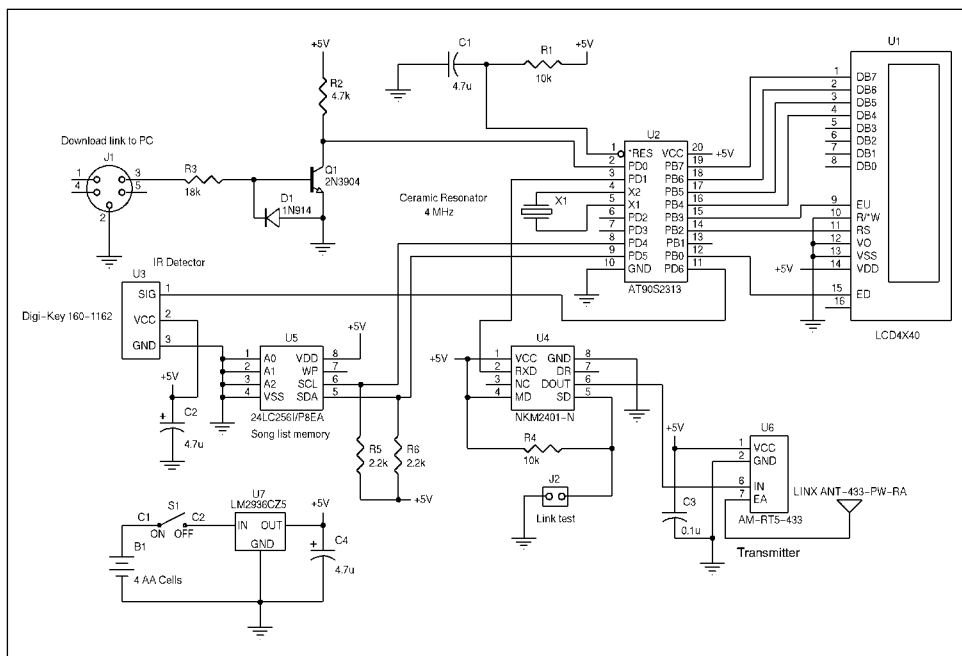 +5V
R2
4.7k
C1
4.7u
R1
10k
+5V
U1
1 DB7
2 DB6
3 DB5
4 DB4
5 DB3
6 DB2
7 DB1
8 DB0
9 EU
10 R/*W
11 RS
12 VO
13 VSS
+5V 14 VDD
15 ED
16
LCD4X40
Download link to PC
J1
1 3
4 5
2
R3
18k
Q1
2N3904
D1
1N914
Ceramic Resonator
4 MHz
X1
U2
1 *RES VCC 20 +5V
2 PD0 PB7 19
3 PD1 PB6 18
4 X2 PB5 17
5 X1 PB4 16
6 PD2 PB3 15
7 PD3 PB2 14
8 PD4 PB1 13
9 PD5 PB0 12
10 GND PD6 11
AT90S2313
IR Detector
U3
SIG 1
VCC 2
GND 3
Digi-Key 160-1162
+5V
C2
+
4.7u
U5
+5V
1 A0 VDD 8
2 A1 WP 7
3 A2 SCL 6
4 VSS SDA 5
24LC256I/P8EA
Song list memory
R5
2.2k
R6
2.2k
+5V
U4
+5V
1 VCC GND 8
2 RXD DR 7
3 NC DOUT 6
4 MD SD 5
NKM2401-N
R4
10k
J2
Link test
+5V
C3
0.1u
U6
1 VCC
2 GND
6 IN
7 EA
AM-RT5-433
LINX ANT-433-PW-RA
Transmitter
S1
C1 C2
ON OFF
B1
4 AA Cells
U7
LM2936CZ5
IN OUT
GND
+5V
+
C4
4.7u